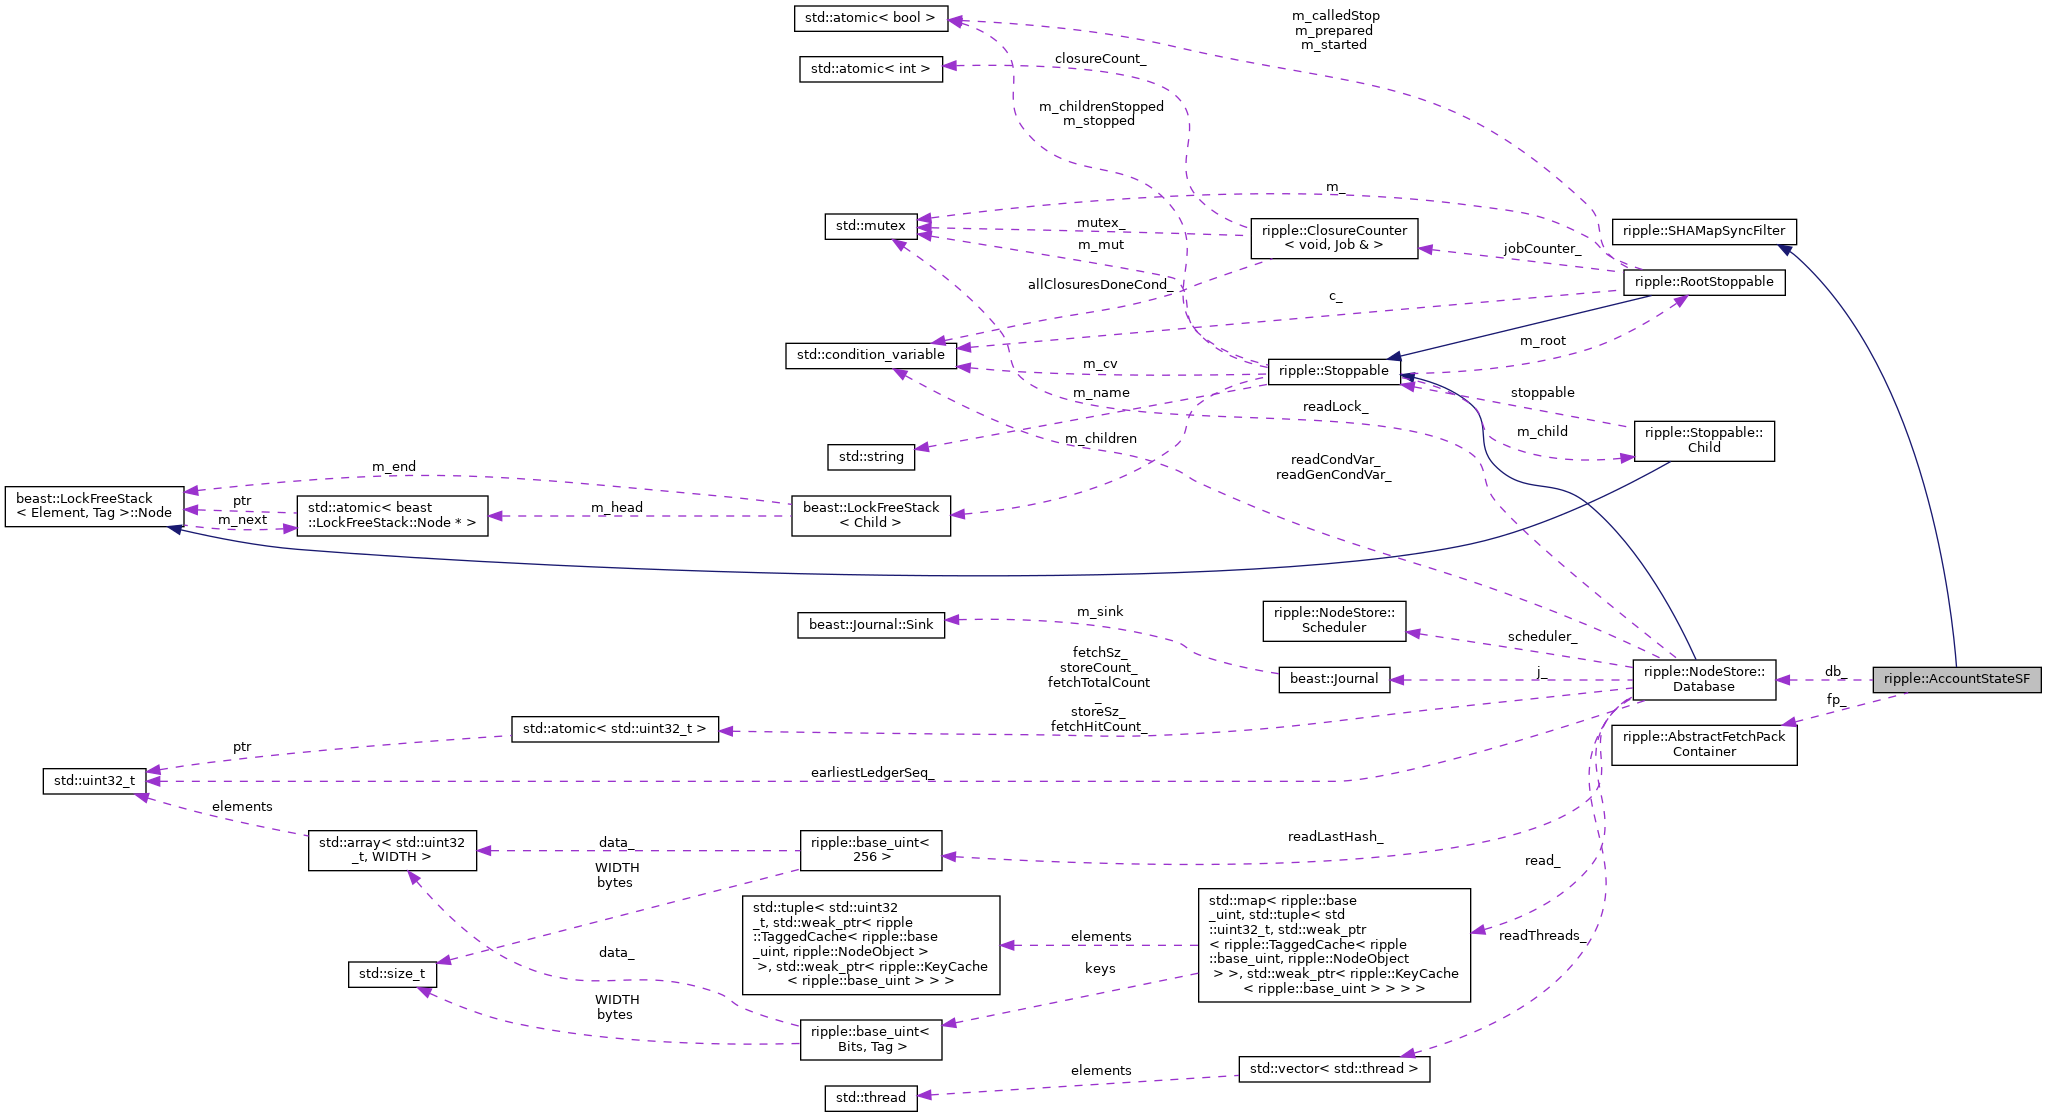 std::atomic< bool >
m_calledStop
m_prepared
m_started
std::atomic< int >
closureCount_
m_childrenStopped
m_stopped
m_
std::mutex
mutex_
m_mut
ripple::ClosureCounter
< void, Job & >
jobCounter_
ripple::SHAMapSyncFilter
ripple::RootStoppable
allClosuresDoneCond_
c_
std::condition_variable
m_cv
ripple::Stoppable
m_root
m_name
readLock_
stoppable
m_child
ripple::Stoppable::
Child
m_children
std::string
readCondVar_
readGenCondVar_
m_end
beast::LockFreeStack
< Element, Tag >::Node
ptr
m_next
std::atomic< beast
::LockFreeStack::Node * >
m_head
beast::LockFreeStack
< Child >
m_sink
beast::Journal::Sink
ripple::NodeStore::
Scheduler
scheduler_
fetchSz_
storeCount_
fetchTotalCount
_
storeSz_
fetchHitCount_
beast::Journal
j_
ripple::NodeStore::
Database
db_
fp_
ripple::AccountStateSF
ripple::AbstractFetchPack
Container
std::atomic< std::uint32_t >
ptr
std::uint32_t
earliestLedgerSeq_
elements
std::array< std::uint32
_t, WIDTH >
data_
ripple::base_uint<
256 >
readLastHash_
WIDTH
bytes
read_
std::tuple< std::uint32
_t, std::weak_ptr< ripple
::TaggedCache< ripple::base
_uint, ripple::NodeObject >
>, std::weak_ptr< ripple::KeyCache
< ripple::base_uint > > >
elements
keys
std::map< ripple::base
_uint, std::tuple< std
::uint32_t, std::weak_ptr
< ripple::TaggedCache< ripple
::base_uint, ripple::NodeObject
> >, std::weak_ptr< ripple::KeyCache
< ripple::base_uint > > > >
readThreads_
data_
std::size_t
WIDTH
bytes
ripple::base_uint<
Bits, Tag >
std::vector< std::thread >
elements
std::thread